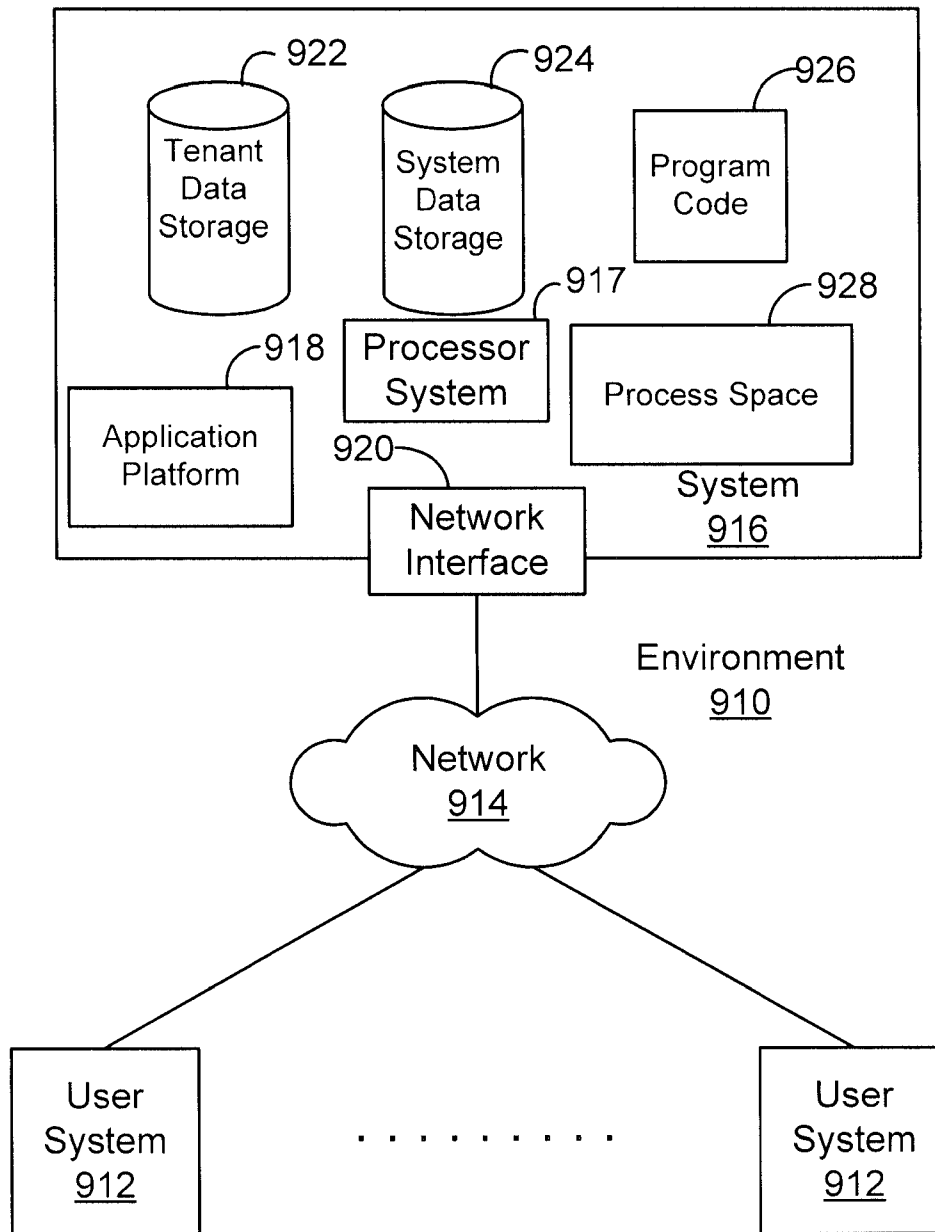 922
924
926
Tenant
Data
Storage
System
Data
Storage
Program
Code
917
928
918
Processor
System
Process Space
Application
Platform
920
System
916
Network
Interface
Environment
910
Network
914
User
System
912
. . . . . . . . . .
User
System
912